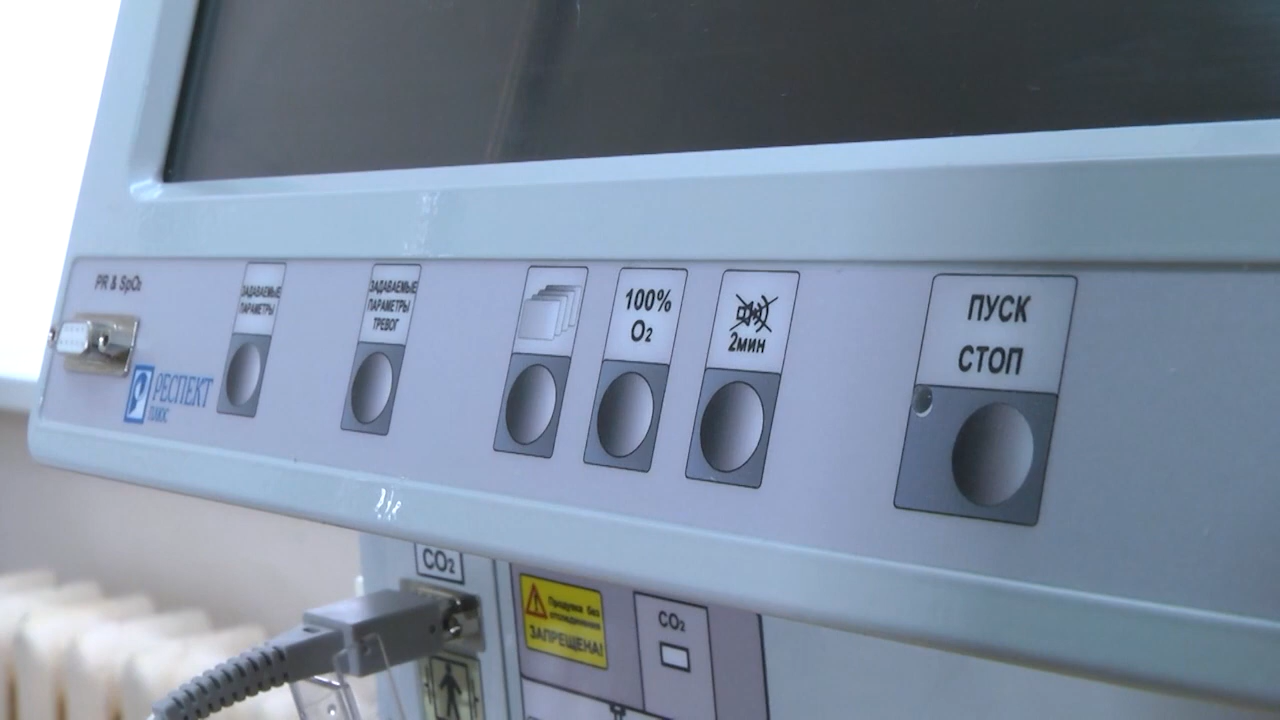 PR & SpO₂
ЗАДАВАЕМЫЕ
ПАРАМЕТРЫ
ЗАДАВАЕМЫЕ
ПАРАМЕТРЫ
ТРЕВОГ
100%
O₂
2мин
ПУСК
СТОП
РЕСПЕКТ
ПЛЮС
CO₂
Продувка без
отсоединения
ЗАПРЕЩЕНА!
CO₂